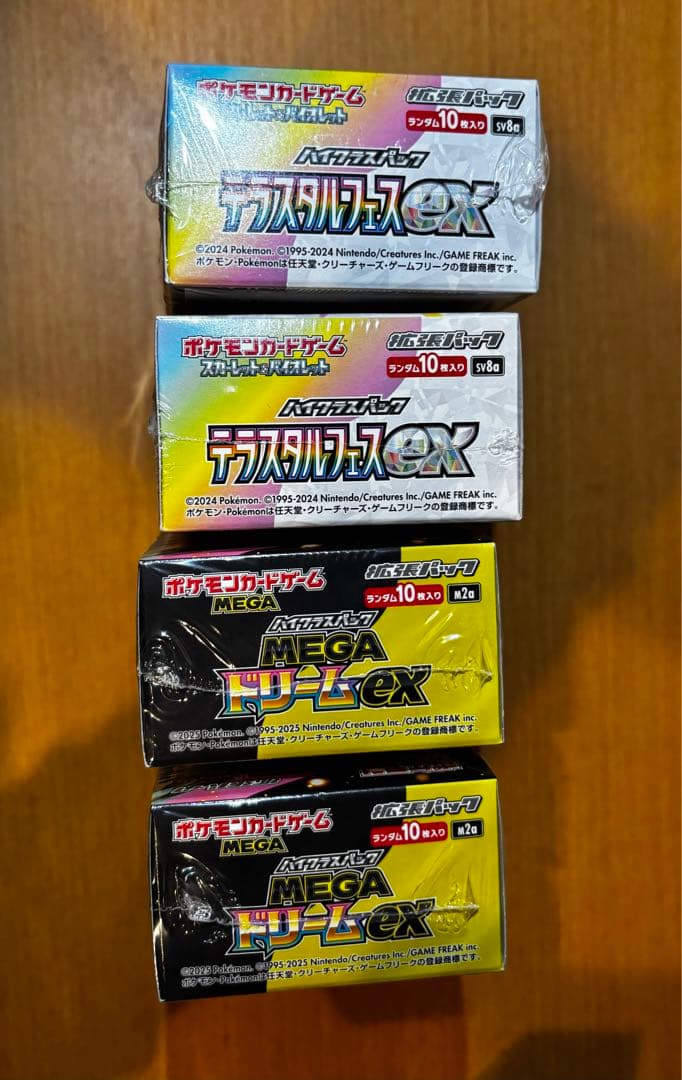 ポケモンカードゲーム
スカーレット&バイオレット
拡張パック
ランダム10枚入り sv8a
ハイクラスパック
テラスタルフェスex
©2024 Pokémon. ©1995-2024 Nintendo/Creatures Inc./GAME FREAK inc.
ポケモン・Pokémonは任天堂・クリーチャーズ・ゲームフリークの登録商標です。
ポケモンカードゲーム
スカーレット&バイオレット
拡張パック
ランダム10枚入り sv8a
ハイクラスパック
テラスタルフェスex
©2024 Pokémon. ©1995-2024 Nintendo/Creatures Inc./GAME FREAK inc.
ポケモン・Pokémonは任天堂・クリーチャーズ・ゲームフリークの登録商標です。
ポケモンカードゲーム
MEGA
拡張パック
ランダム10枚入り M2a
ハイクラスパック
MEGA
ドリームex
©2025 Pokémon. ©1995-2025 Nintendo/Creatures Inc./GAME FREAK inc.
ポケモン・Pokémonは任天堂・クリーチャーズ・ゲームフリークの登録商標です。
ポケモンカードゲーム
MEGA
拡張パック
ランダム10枚入り M2a
ハイクラスパック
MEGA
ドリームex
©2025 Pokémon. ©1995-2025 Nintendo/Creatures Inc./GAME FREAK inc.
ポケモン・Pokémonは任天堂・クリーチャーズ・ゲームフリークの登録商標です。